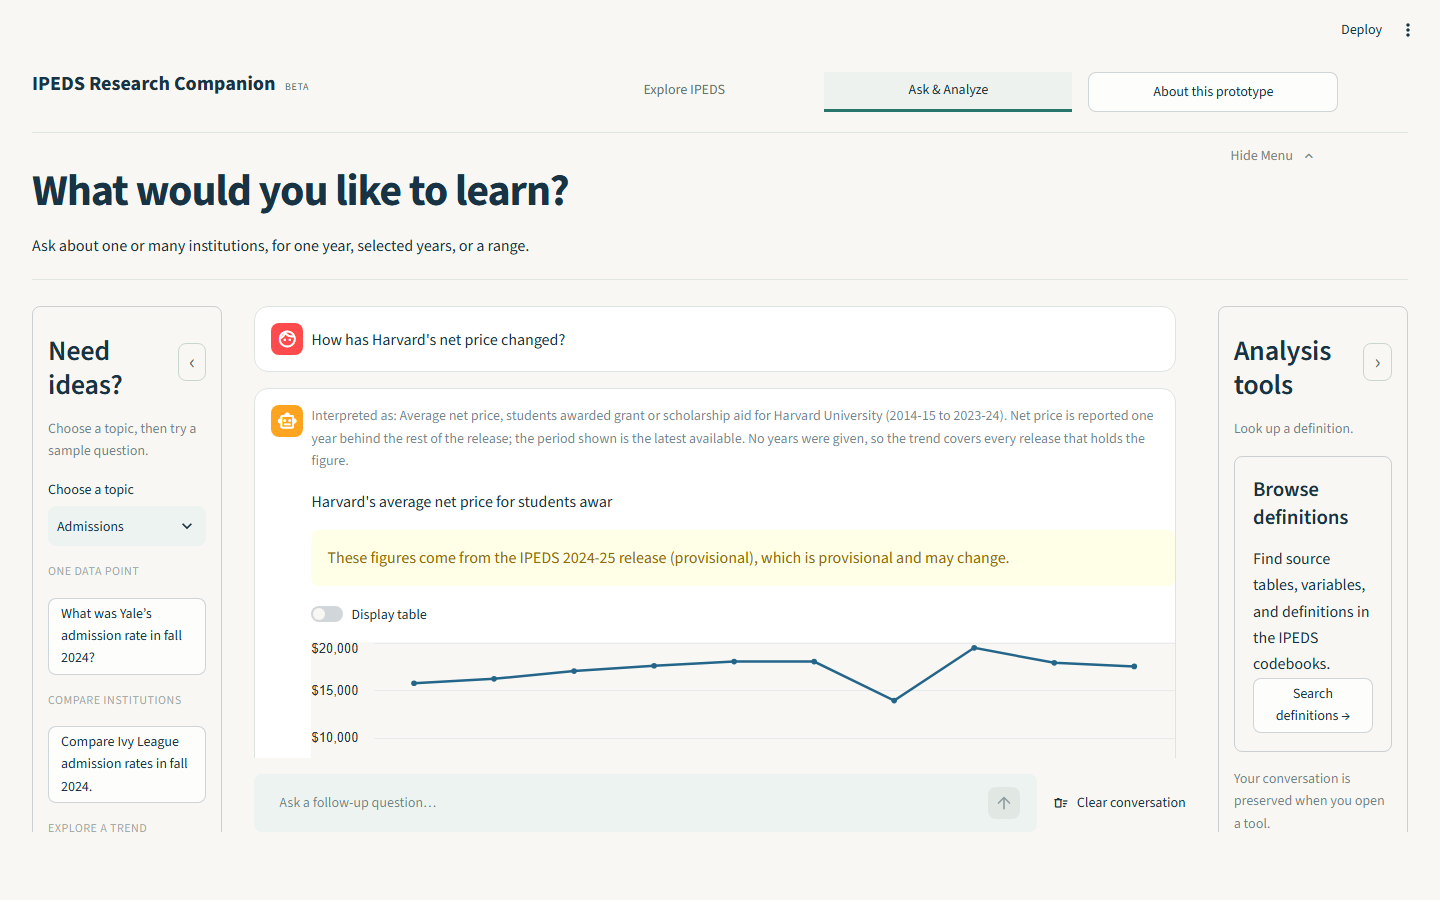 Deploy
IPEDS Research Companion BETA
Explore IPEDS
Ask & Analyze
About this prototype
Hide Menu
What would you like to learn?
Ask about one or many institutions, for one year, selected years, or a range.
Need
ideas?
Choose a topic, then try a
sample question.
Choose a topic
Admissions
ONE DATA POINT
What was Yale's
admission rate in fall
2024?
COMPARE INSTITUTIONS
Compare Ivy League
admission rates in fall
2024.
EXPLORE A TREND
How has Harvard's net price changed?
Interpreted as: Average net price, students awarded grant or scholarship aid for Harvard University (2014-15 to 2023-24). Net price is reported one
year behind the rest of the release; the period shown is the latest available. No years were given, so the trend covers every release that holds the
figure.
Harvard's average net price for students awar
These figures come from the IPEDS 2024-25 release (provisional), which is provisional and may change.
Display table
$20,000
$15,000
$10,000
Ask a follow-up question…
Clear conversation
Analysis
tools
Look up a definition.
Browse
definitions
Find source
tables, variables,
and definitions in
the IPEDS
codebooks.
Search
definitions →
Your conversation is
preserved when you open
a tool.